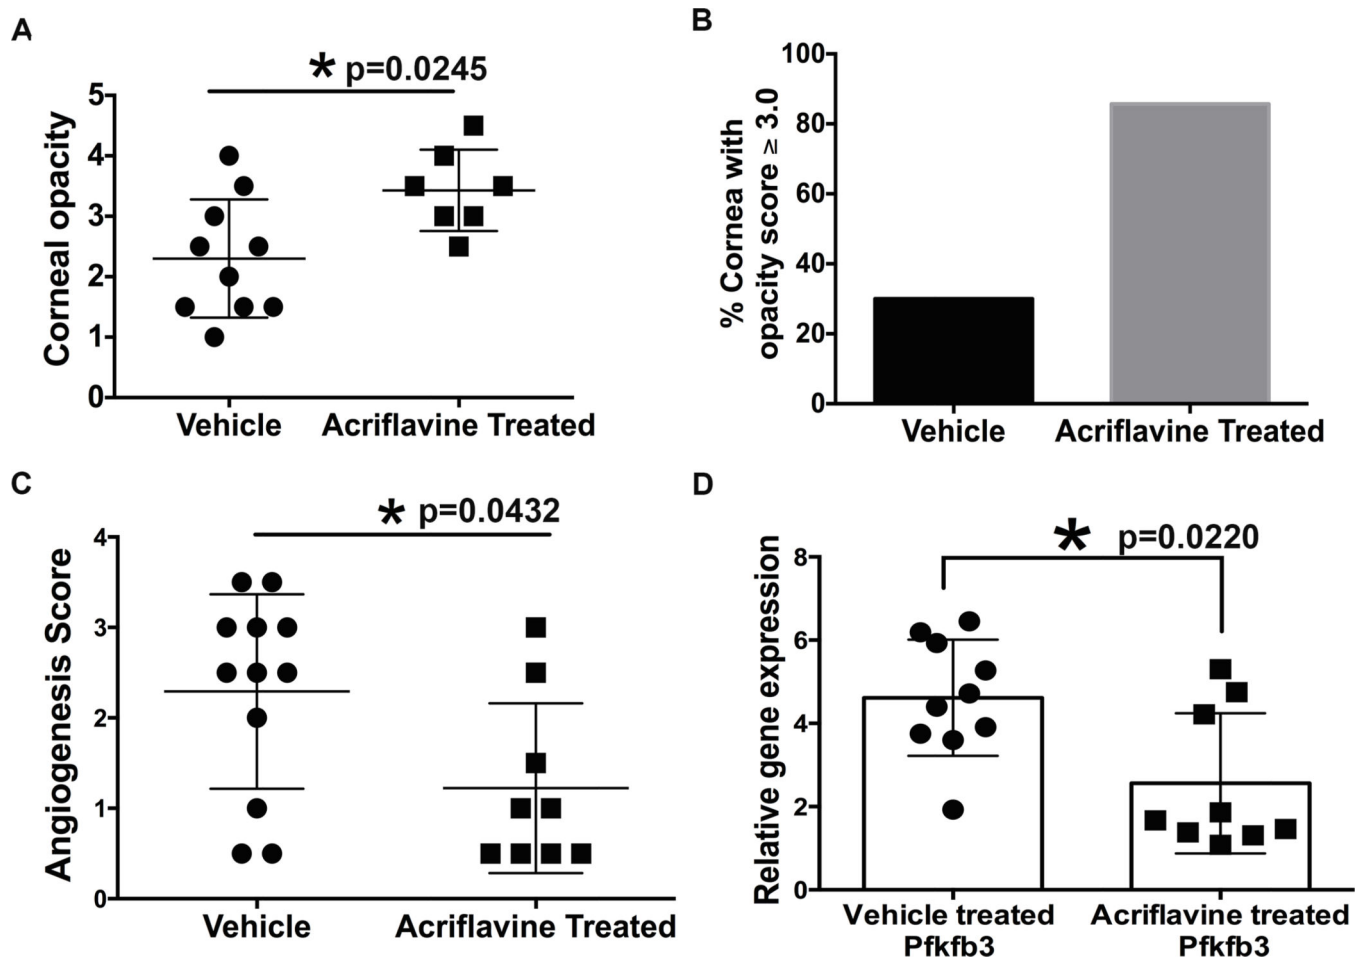 A
* p=0.0245
Corneal opacity
5
4
3
2
1
0
Vehicle
Acriflavine Treated
B
% Cornea with
opacity score ≥ 3.0
100
80
60
40
20
0
Vehicle
Acriflavine Treated
C
* p=0.0432
Angiogenesis Score
4
3
2
1
0
Vehicle
Acriflavine Treated
D
* p=0.0220
Relative gene expression
8
6
4
2
0
Vehicle treated
Pfkfb3
Acriflavine treated
Pfkfb3